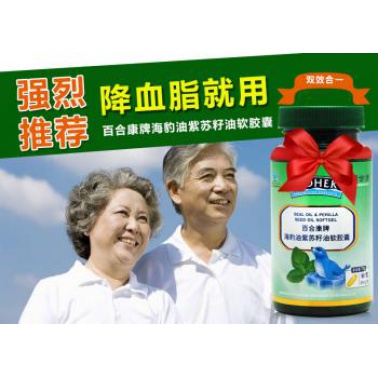 强烈
推荐
降血脂就用
百合康牌海豹油紫苏籽油软胶囊
双效合一
SEAL OIL & PERILLA
SEED OIL SOFTGEL
百合康牌
海豹油紫苏籽油软胶囊